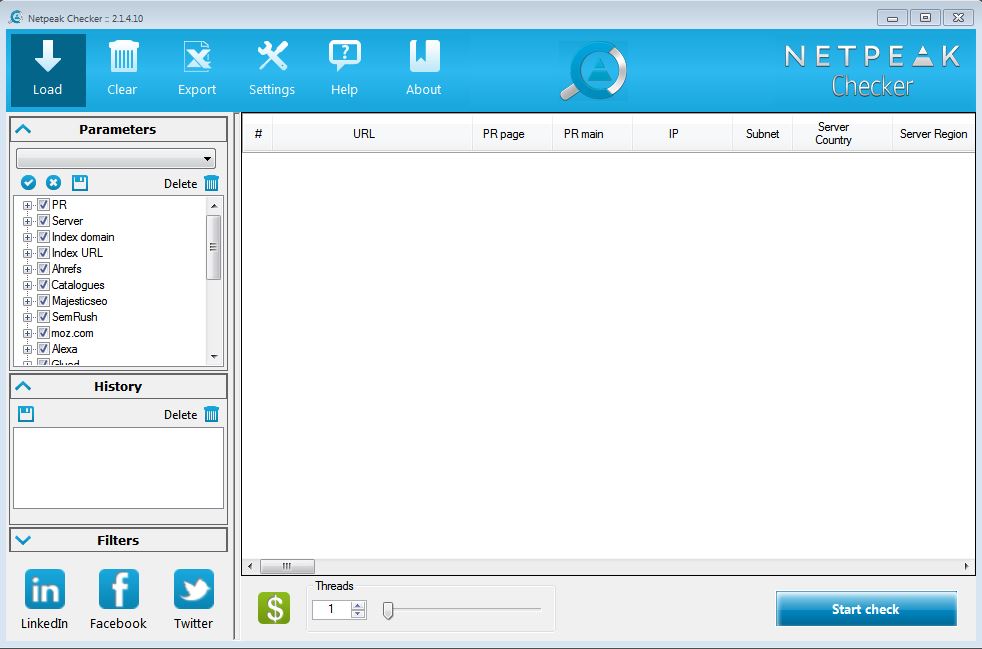 Netpeak Checker :: 2.1.4.10
Load
Clear
Export
Settings
Help
About
NETPEAK
Checker
Parameters
Delete
PR
Server
Index domain
Index URL
Ahrefs
Catalogues
Majesticseo
SemRush
moz.com
Alexa
History
Delete
Filters
LinkedIn
Facebook
Twitter
# URL PR page PR main IP Subnet Server Country Server Region
$
Threads
1
Start check